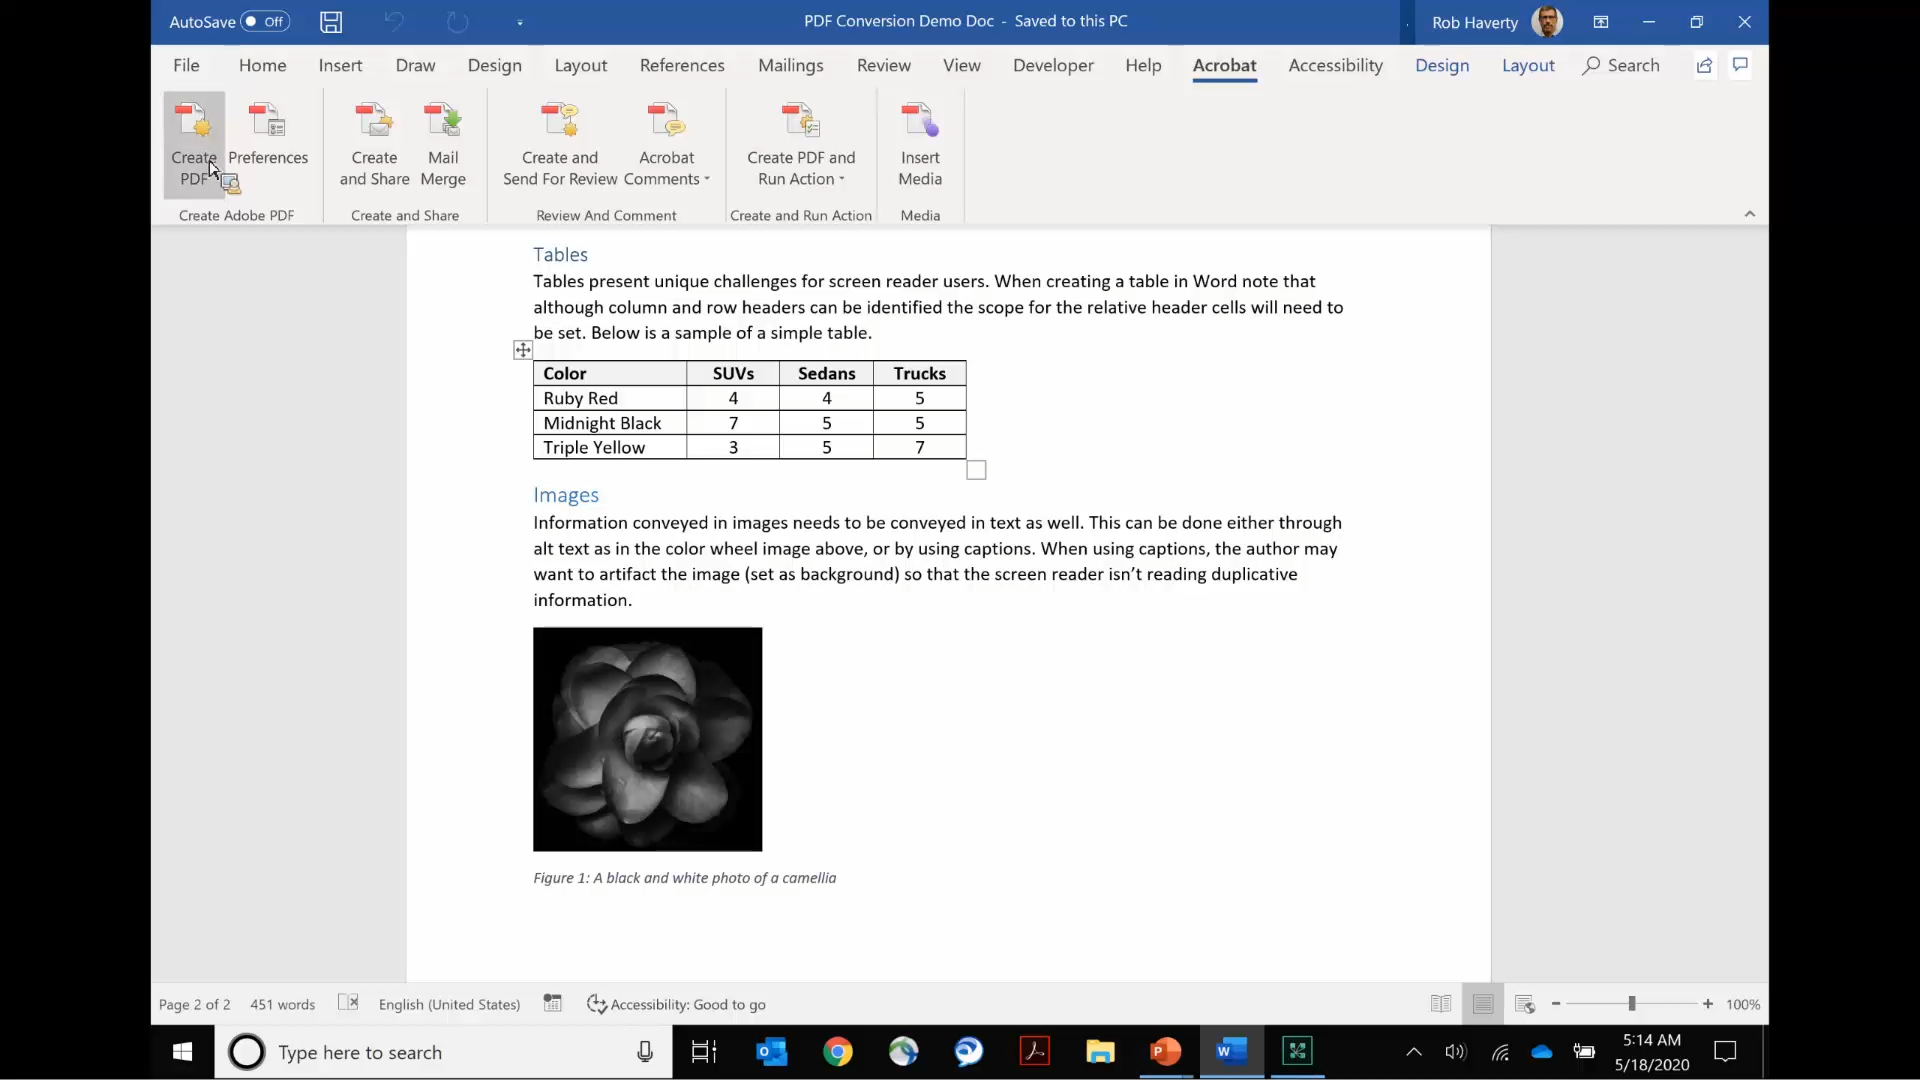 AutoSave Off PDF Conversion Demo Doc - Saved to this PC Rob Haverty
File Home Insert Draw Design Layout References Mailings Review View Developer Help Acrobat Accessibility Design Layout Search
Create Preferences Create Mail Create and Acrobat Create PDF and Insert
PDF and Share Merge Send For Review Comments Run Action Media
Create Adobe PDF Create and Share Review And Comment Create and Run Action Media
Tables
Tables present unique challenges for screen reader users. When creating a table in Word note that
although column and row headers can be identified the scope for the relative header cells will need to
be set. Below is a sample of a simple table.
Color SUVs Sedans Trucks
Ruby Red 4 4 5
Midnight Black 7 5 5
Triple Yellow 3 5 7
Images
Information conveyed in images needs to be conveyed in text as well. This can be done either through
alt text as in the color wheel image above, or by using captions. When using captions, the author may
want to artifact the image (set as background) so that the screen reader isn’t reading duplicative
information.
Figure 1: A black and white photo of a camellia
Page 2 of 2 451 words English (United States) Accessibility: Good to go 100%
Type here to search 5:14 AM
5/18/2020